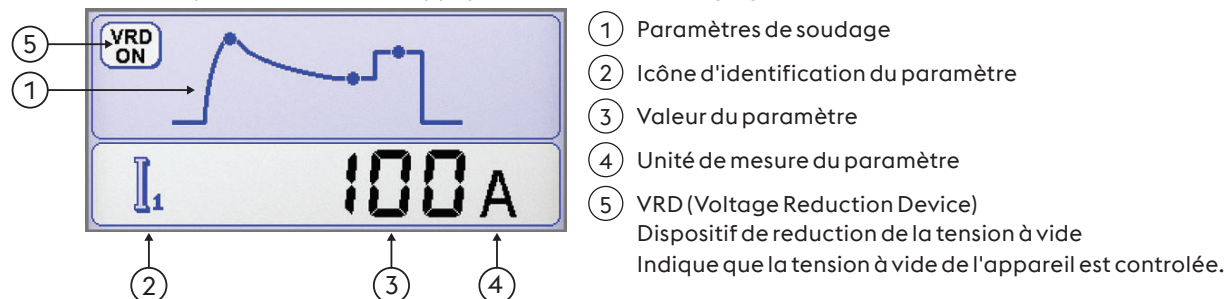 VRD
ON
5
1
I1
100 A
2
3
4
1 Paramètres de soudage
2 Icône d'identification du paramètre
3 Valeur du paramètre
4 Unité de mesure du paramètre
5 VRD (Voltage Reduction Device)
Dispositif de reduction de la tension à vide
Indique que la tension à vide de l'appareil est controlée.